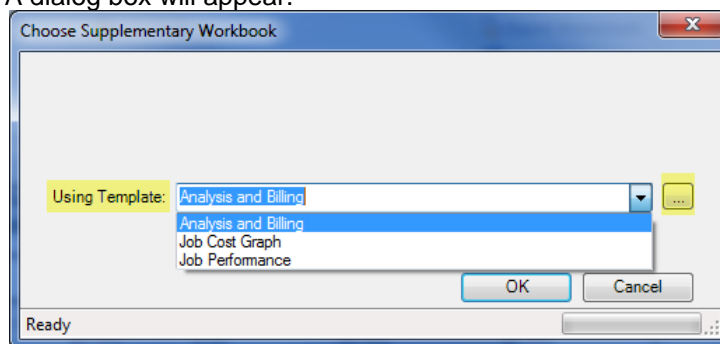 A dialog box will appear.
Choose Supplementary Workbook
Using Template: Analysis and Billing ...
Analysis and Billing
Job Cost Graph
Job Performance
OK Cancel
Ready